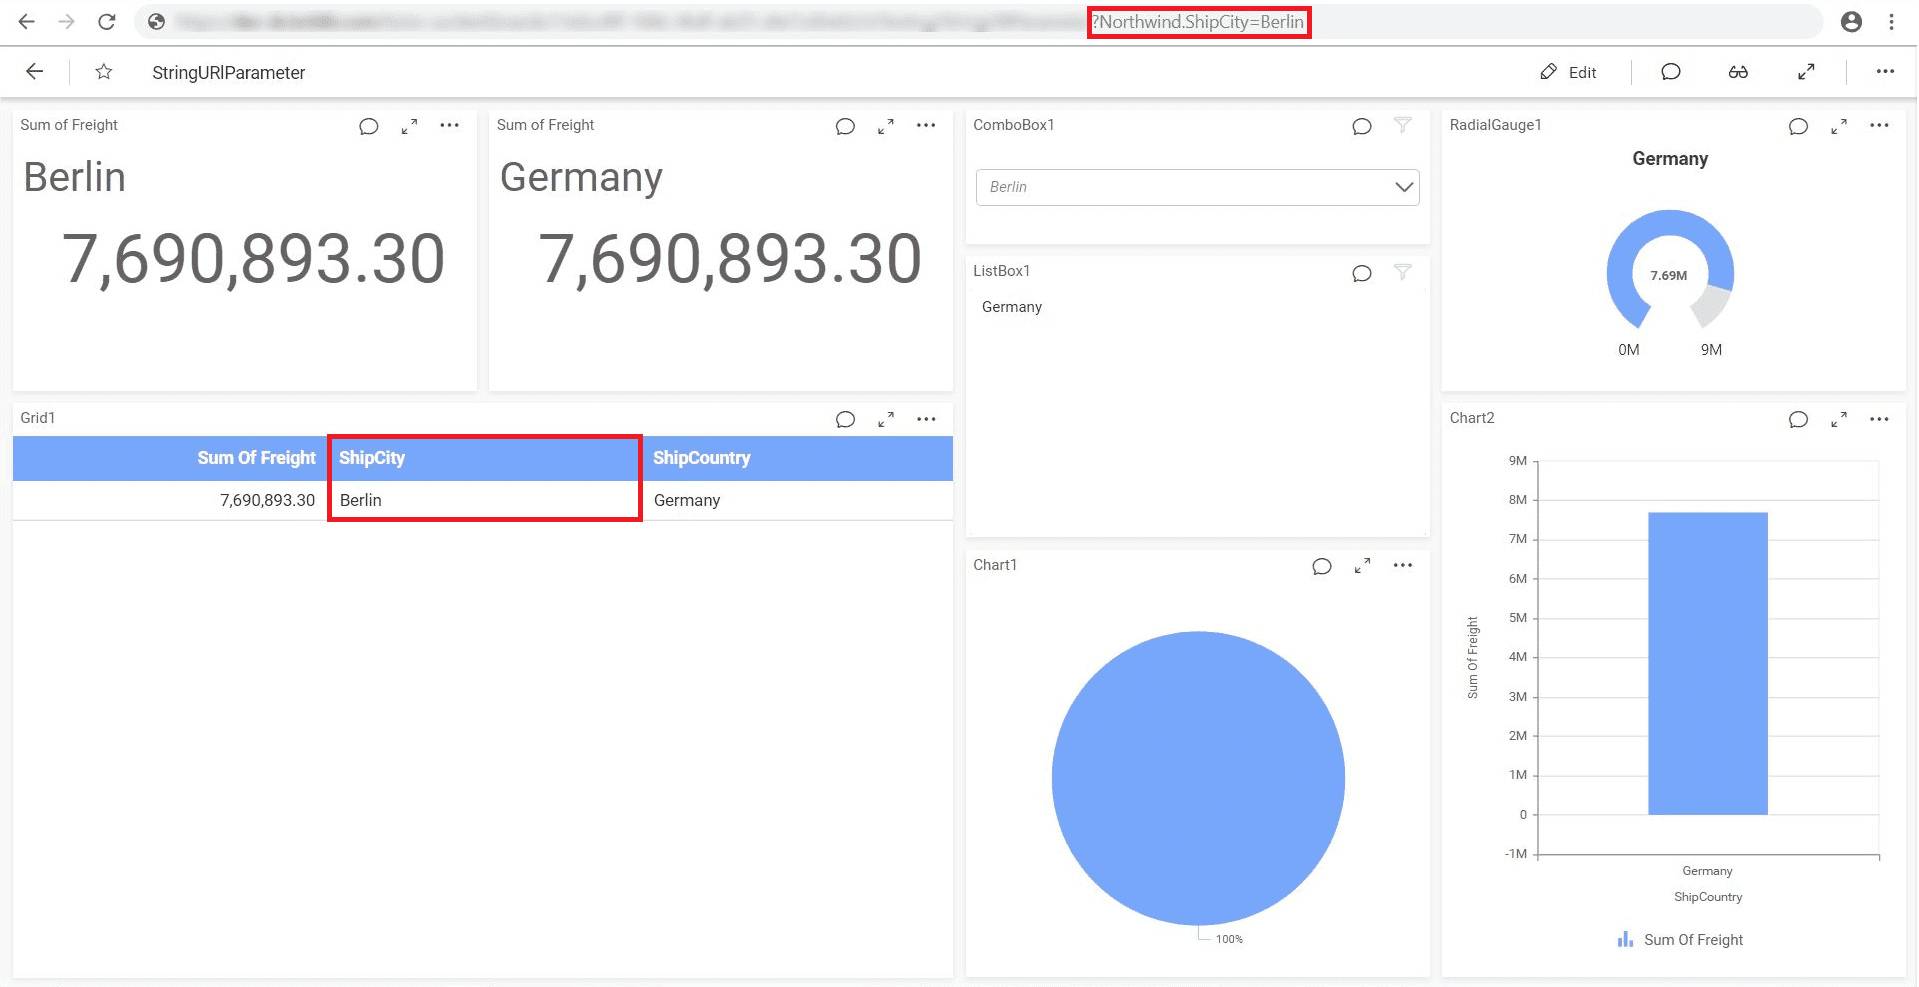 ?Northwind.ShipCity=Berlin
StringURlParameter
Edit
Sum of Freight
Berlin
7,690,893.30
Sum of Freight
Germany
7,690,893.30
ComboBox1
Berlin
ListBox1
Germany
RadialGauge1
Germany
7.69M
0M 9M
Grid1
Sum Of Freight ShipCity ShipCountry
7,690,893.30 Berlin Germany
Chart1
100%
Chart2
9M
8M
7M
6M
5M
4M
3M
2M
1M
0
-1M
Sum Of Freight
Germany
ShipCountry
Sum Of Freight